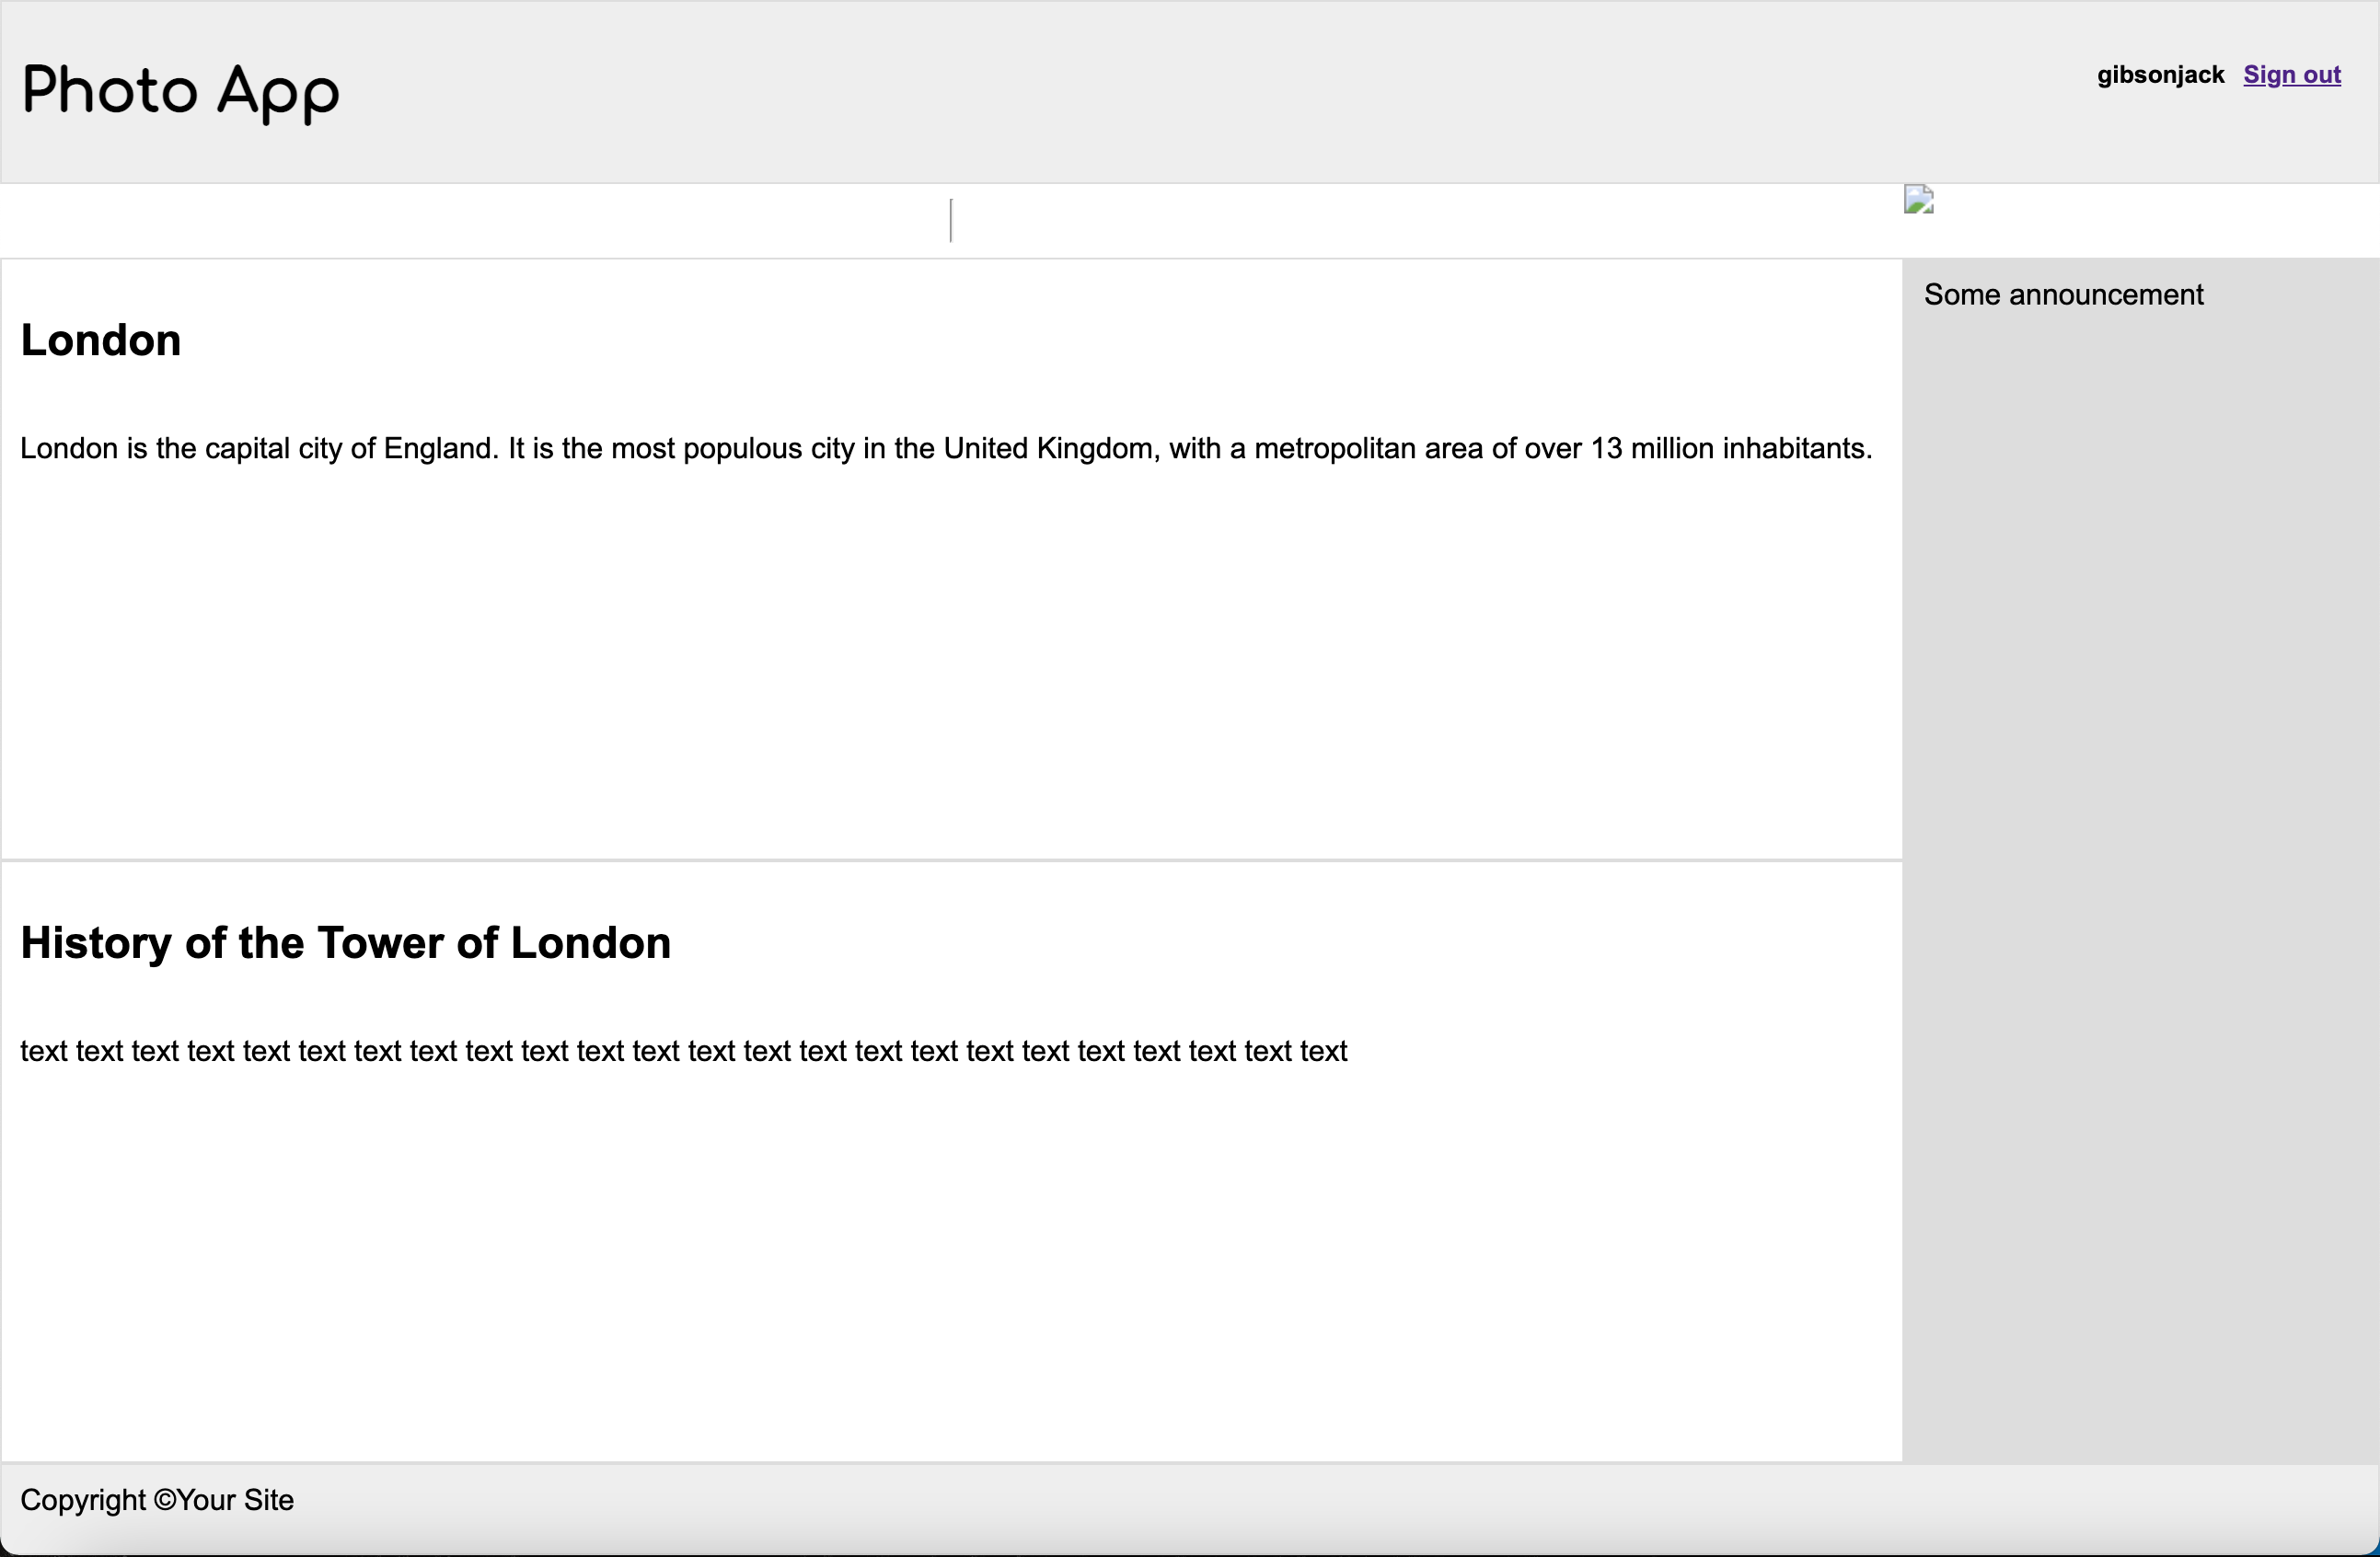 Photo App
gibsonjack Sign out
London
Some announcement
London is the capital city of England. It is the most populous city in the United Kingdom, with a metropolitan area of over 13 million inhabitants.
History of the Tower of London
text text text text text text text text text text text text text text text text text text text text text text text text
Copyright ©Your Site